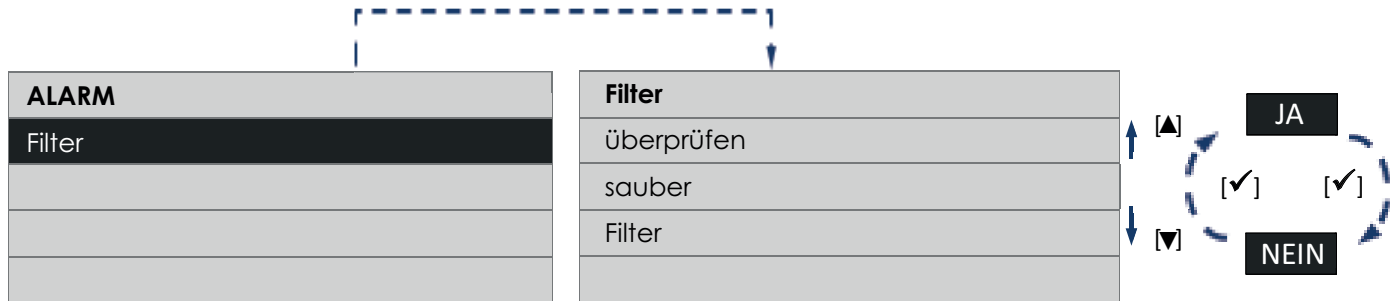 ALARM
Filter
Filter
überprüfen
sauber
Filter
[▲]
[▼]
JA
[✓] [✓]
NEIN